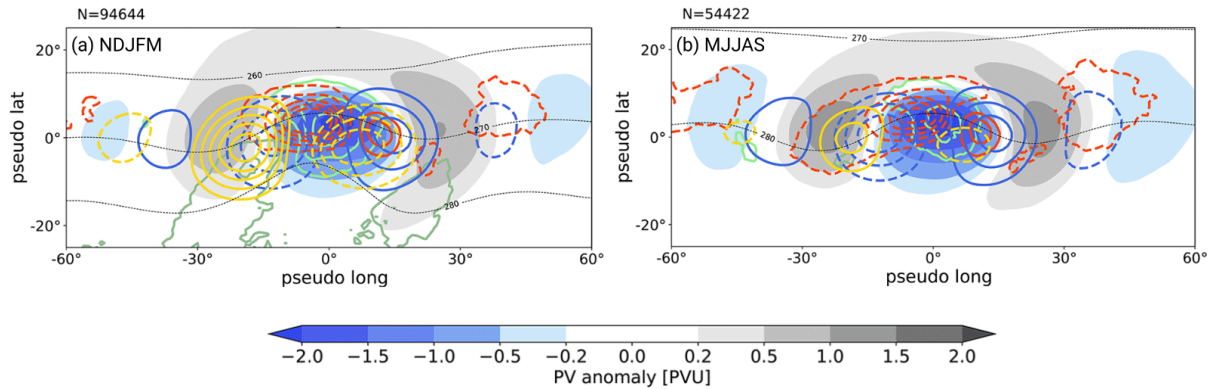 N=94644
N=54422
(a) NDJFM
(b) MJJAS
20°
0°
-20°
pseudo lat
260
270
280
-60°
-30°
0°
30°
60°
pseudo long
20°
0°
-20°
pseudo lat
270
280
-60°
-30°
0°
30°
60°
pseudo long
−2.0 −1.5 −1.0 −0.5 −0.2 0.0 0.2 0.5 1.0 1.5 2.0
PV anomaly [PVU]